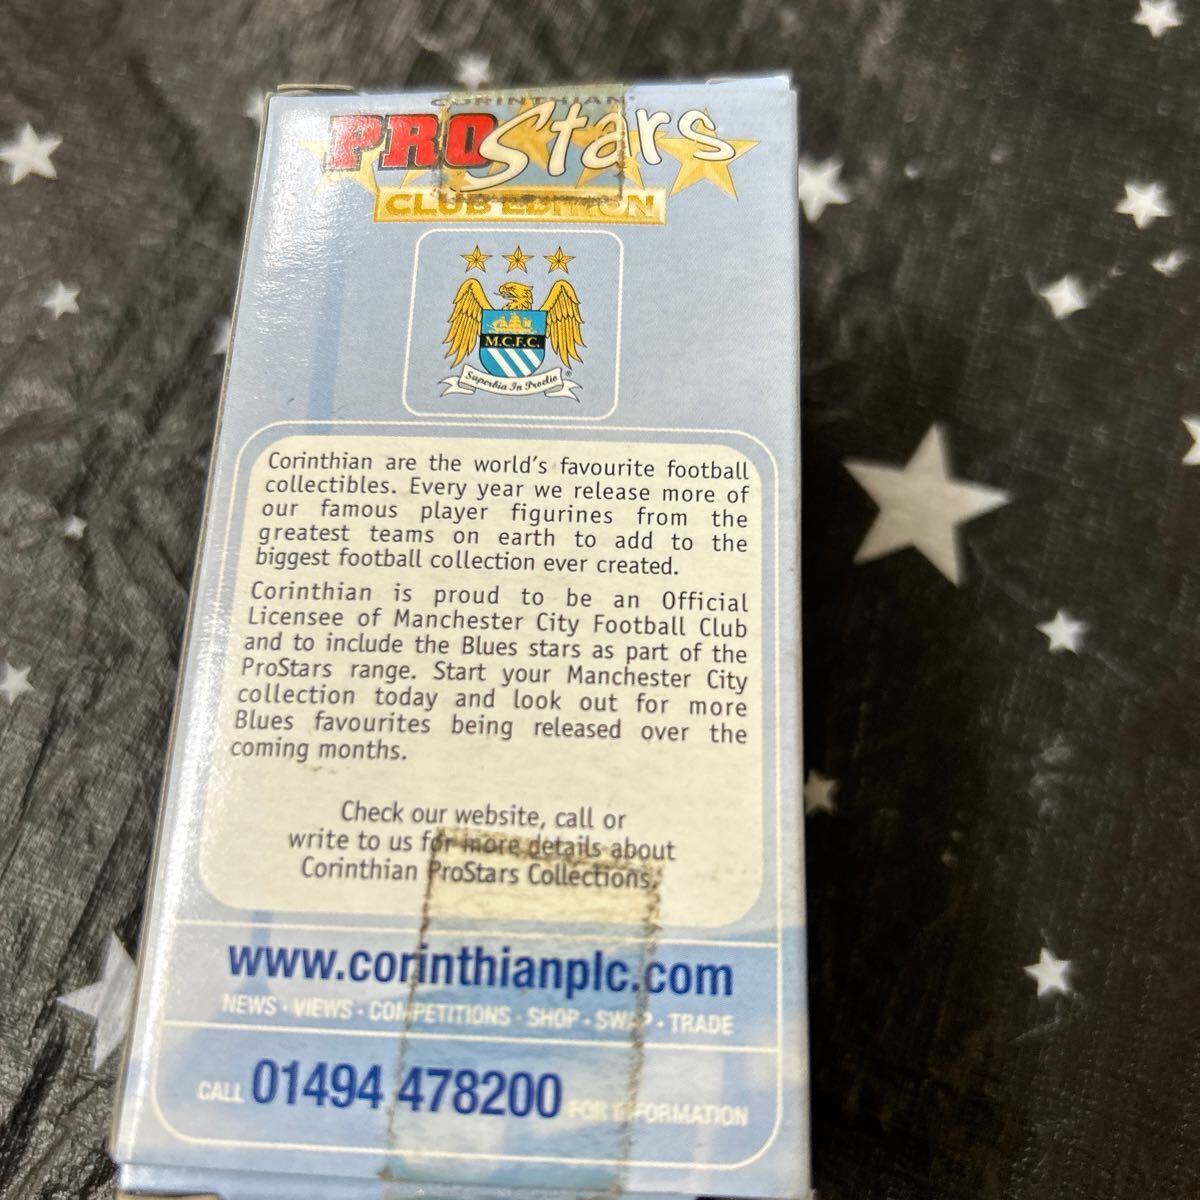 CORINTHIAN®
PROStars
CLUB EDITION
M.C.F.C.
Superbia In Proelio ®
Corinthian are the world's favourite football
collectibles. Every year we release more of
our famous player figurines from the
greatest teams on earth to add to the
biggest football collection ever created.
Corinthian is proud to be an Official
Licensee of Manchester City Football Club
and to include the Blues stars as part of the
ProStars range. Start your Manchester City
collection today and look out for more
Blues favourites being released over the
coming months.
Check our website, call or
write to us for more details about
Corinthian ProStars Collections.
www.corinthianplc.com
NEWS · VIEWS · COMPETITIONS · SHOP · SWAP · TRADE
CALL 01494 478200 FOR INFORMATION